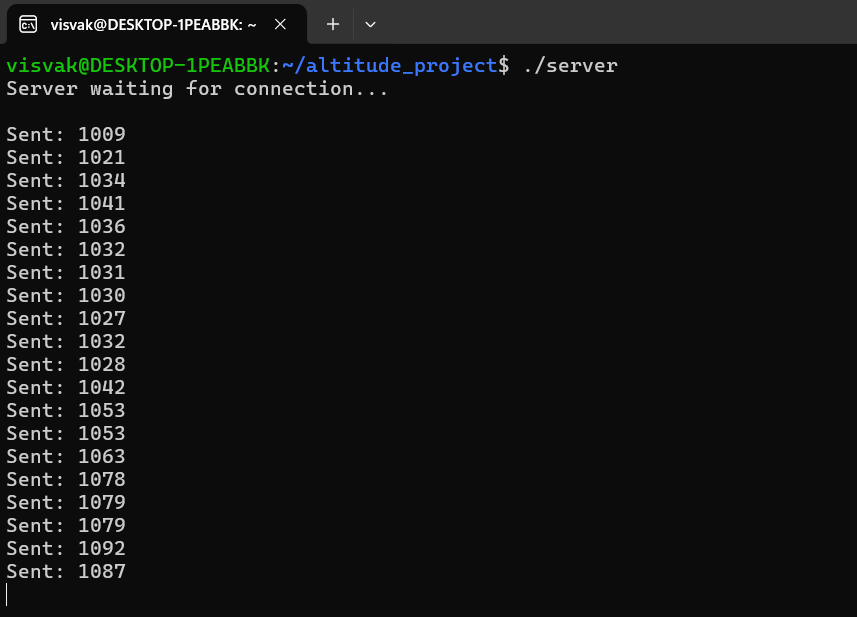 visvak@DESKTOP-1PEABBK: ~
visvak@DESKTOP-1PEABBK:~/altitude_project$ ./server
Server waiting for connection...
Sent: 1009
Sent: 1021
Sent: 1034
Sent: 1041
Sent: 1036
Sent: 1032
Sent: 1031
Sent: 1030
Sent: 1027
Sent: 1032
Sent: 1028
Sent: 1042
Sent: 1053
Sent: 1053
Sent: 1063
Sent: 1078
Sent: 1079
Sent: 1079
Sent: 1092
Sent: 1087